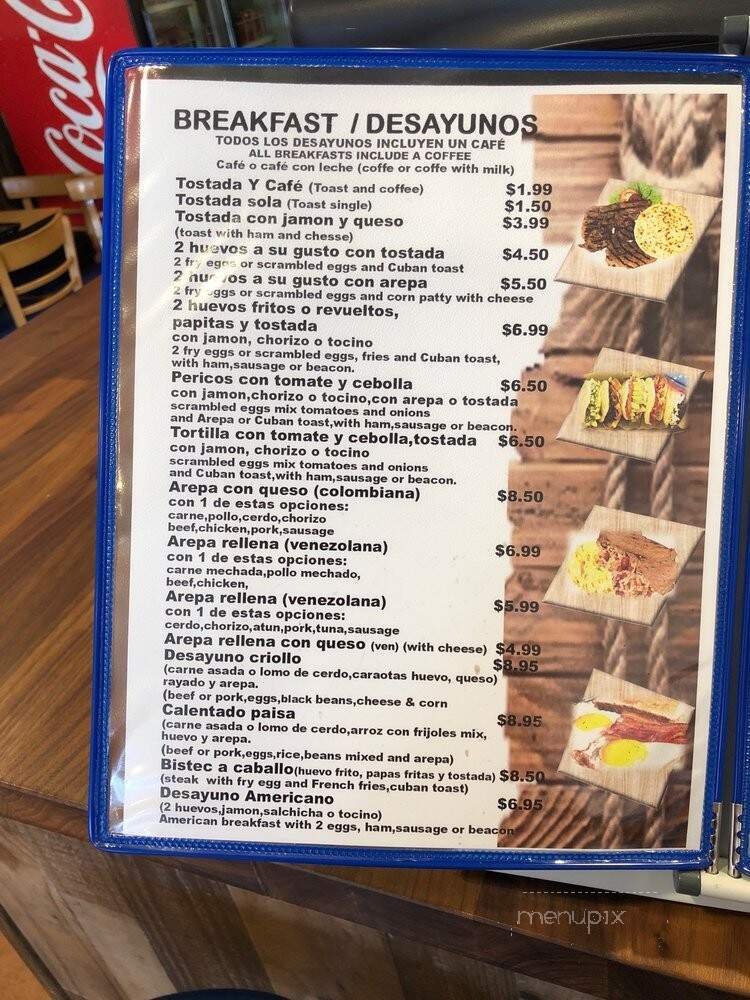 Coca-C
BREAKFAST / DESAYUNOS
TODOS LOS DESAYUNOS INCLUYEN UN CAFÉ
ALL BREAKFASTS INCLUDE A COFFEE
Café o café con leche (coffe or coffe with milk)
Tostada Y Café (Toast and coffee) $1.99
Tostada sola (Toast single) $1.50
Tostada con jamon y queso $3.99
(toast with ham and chesse)
2 huevos a su gusto con tostada $4.50
2 fry eggs or scrambled eggs and Cuban toast
2 huevos a su gusto con arepa $5.50
2 fry eggs or scrambled eggs and corn patty with cheese
2 huevos fritos o revueltos,
papitas y tostada $6.99
con jamon, chorizo o tocino
2 fry eggs or scrambled eggs, fries and Cuban toast,
with ham,sausage or beacon.
Pericos con tomate y cebolla $6.50
con jamon,chorizo o tocino,con arepa o tostada
scrambled eggs mix tomatoes and onions
and Arepa or Cuban toast,with ham,sausage or beacon.
Tortilla con tomate y cebolla,tostada $6.50
con jamon, chorizo o tocino
scrambled eggs mix tomatoes and onions
and Cuban toast,with ham,sausage or beacon.
Arepa con queso (colombiana) $8.50
con 1 de estas opciones:
carne,pollo,cerdo,chorizo
beef,chicken,pork,sausage
Arepa rellena (venezolana) $6.99
con 1 de estas opciones:
carne mechada,pollo mechado,
beef,chicken,
Arepa rellena (venezolana) $5.99
con 1 de estas opciones:
cerdo,chorizo,atun,pork,tuna,sausage
Arepa rellena con queso (ven) (with cheese) $4.99
Desayuno criollo $8.95
(carne asada o lomo de cerdo,caraotas huevo, queso)
rayado y arepa.
(beef or pork,eggs,black beans,cheese & corn
Calentado paisa $8.95
(carne asada o lomo de cerdo,arroz con frijoles mix,
huevo y arepa.
(beef or pork,eggs,rice,beans mixed and arepa)
Bistec a caballo(huevo frito, papas fritas y tostada) $8.50
(steak with fry egg and French fries,cuban toast)
Desayuno Americano $6.95
(2 huevos,jamon,salchicha o tocino)
American breakfast with 2 eggs, ham,sausage or beacon
menupix